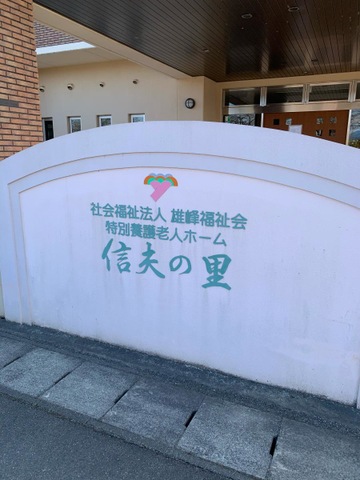 社会福祉法人 雄峰福祉会
特別養護老人ホーム
信夫の里